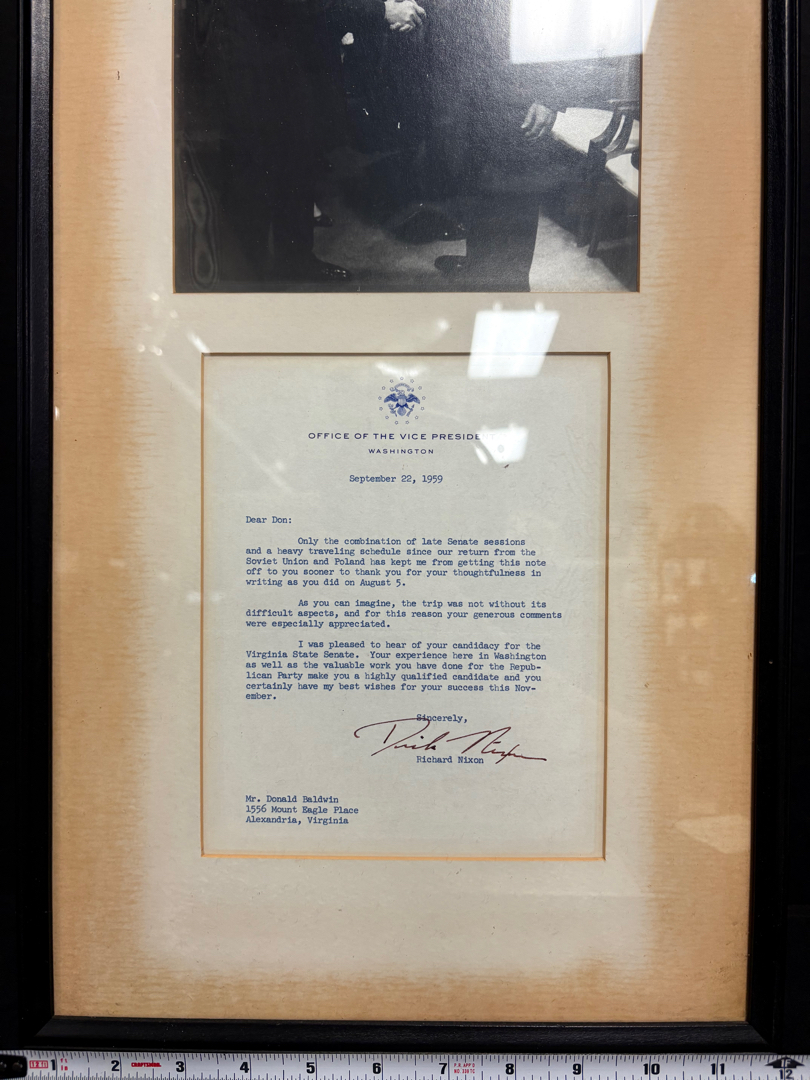 OFFICE OF THE VICE PRESIDENT
WASHINGTON
September 22, 1959
Dear Don:
Only the combination of late Senate sessions
and a heavy traveling schedule since our return from the
Soviet Union and Poland has kept me from getting this note
off to you sooner to thank you for your thoughtfulness in
writing as you did on August 5.
As you can imagine, the trip was not without its
difficult aspects, and for this reason your generous comments
were especially appreciated.
I was pleased to hear of your candidacy for the
Virginia State Senate. Your experience here in Washington
as well as the valuable work you have done for the Repub-
lican Party make you a highly qualified candidate and you
certainly have my best wishes for your success this Nov-
ember.
Sincerely,
Dick Nixon
Richard Nixon
Mr. Donald Baldwin
1556 Mount Eagle Place
Alexandria, Virginia
1 2 CRAFTSMAN 3 4 5 6 7 8 9 10 11 1F
12